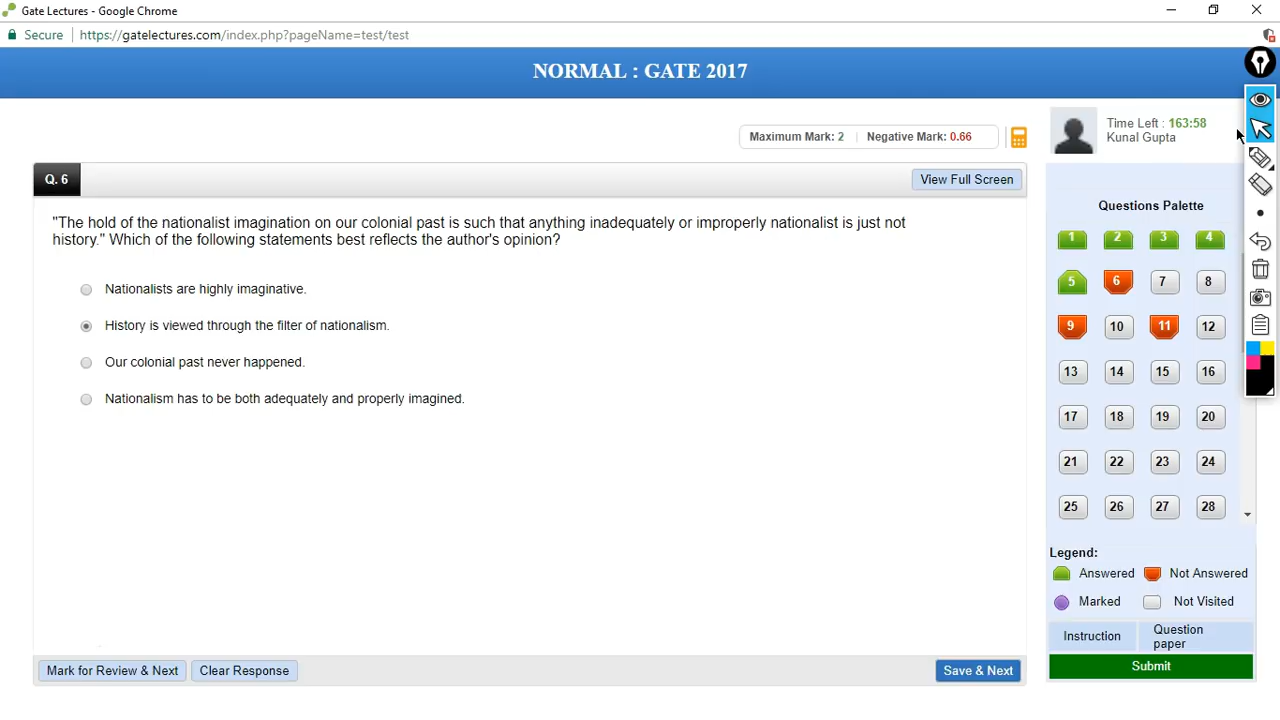 Gate Lectures - Google Chrome
Secure | https://gatelectures.com/index.php?pageName=test/test
NORMAL : GATE 2017
Maximum Mark: 2 | Negative Mark: 0.66
Time Left : 163:58
Kunal Gupta
Q. 6
View Full Screen
"The hold of the nationalist imagination on our colonial past is such that anything inadequately or improperly nationalist is just not
history." Which of the following statements best reflects the author's opinion?
Nationalists are highly imaginative.
History is viewed through the filter of nationalism.
Our colonial past never happened.
Nationalism has to be both adequately and properly imagined.
Mark for Review & Next
Clear Response
Save & Next
Questions Palette
1 2 3 4
5 6 7 8
9 10 11 12
13 14 15 16
17 18 19 20
21 22 23 24
25 26 27 28
Legend:
Answered Not Answered
Marked Not Visited
Instruction
Question
paper
Submit